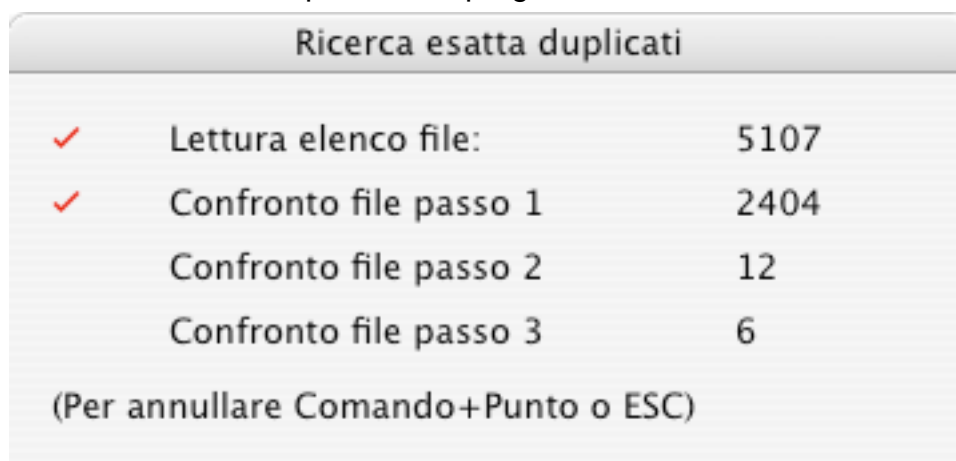 Ricerca esatta duplicati
Lettura elenco file: 5107
Confronto file passo 1 2404
Confronto file passo 2 12
Confronto file passo 3 6
(Per annullare Comando+Punto o ESC)